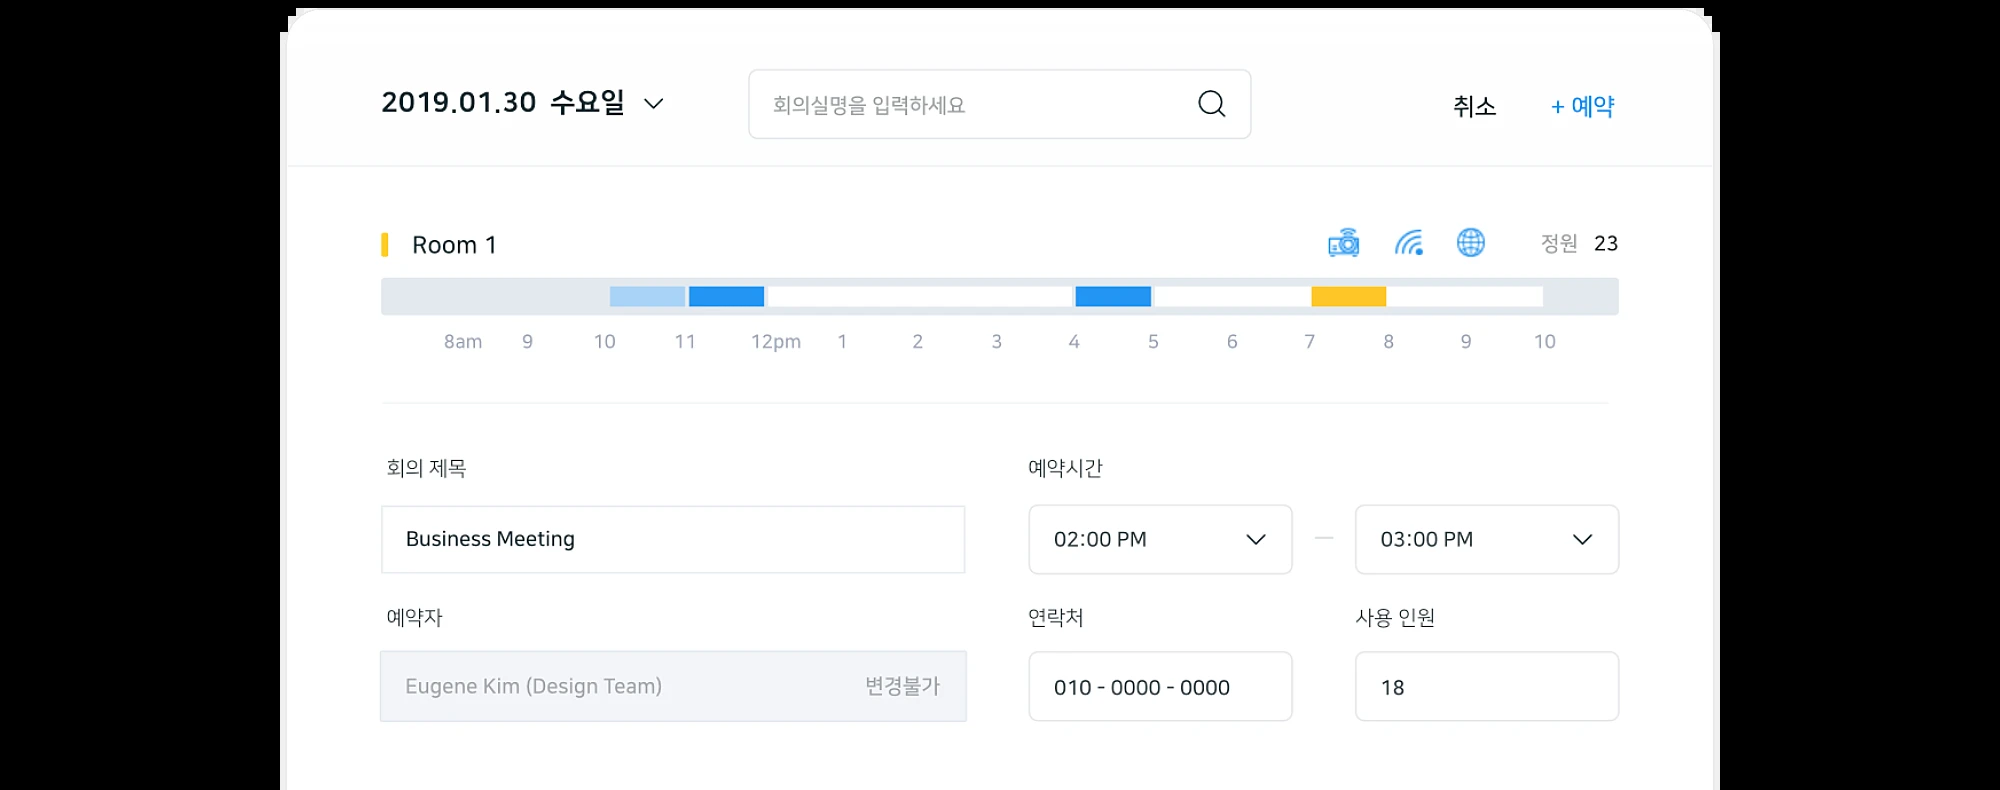 2019.01.30 수요일
회의실명을 입력하세요
취소
+ 예약
Room 1
정원 23
8am 9 10 11 12pm 1 2 3 4 5 6 7 8 9 10
회의 제목
예약시간
Business Meeting
02:00 PM — 03:00 PM
예약자
연락처
사용 인원
Eugene Kim (Design Team) 변경불가
010 - 0000 - 0000
18